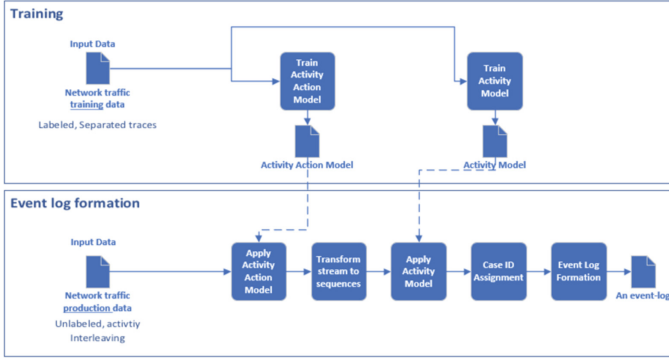 Training
Input Data
Network traffic
training data
Labeled, Separated traces
Train
Activity
Action
Model
Train
Activity
Model
Activity Action Model
Activity Model
Event log formation
Input Data
Network traffic
production data
Unlabeled, activtiy
Interleaving
Apply
Activity
Action
Model
Transform
stream to
sequences
Apply
Activity
Model
Case ID
Assignment
Event Log
Formation
An event-log